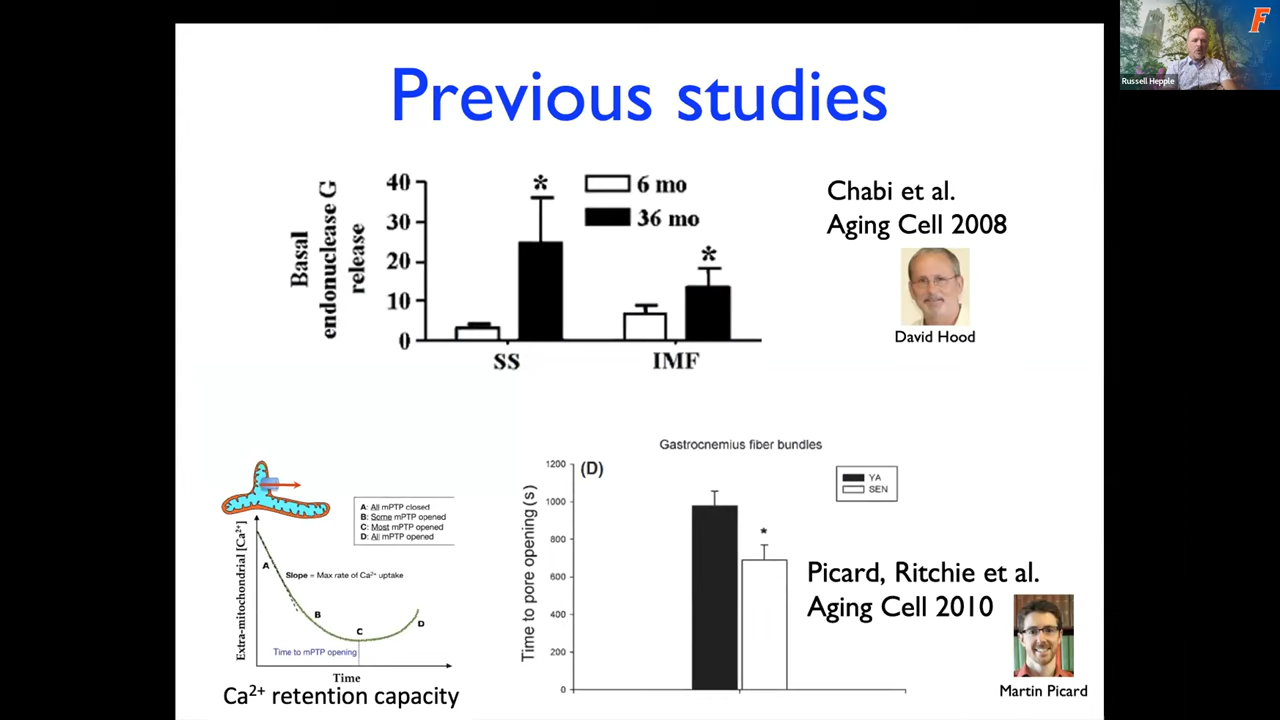 Previous studies
F
Russell Hepple
Basal
endonuclease G
release
40
30
20
10
0
*
*
6 mo
36 mo
SS
IMF
Chabi et al.
Aging Cell 2008
David Hood
A: All mPTP closed
B: Some mPTP opened
C: Most mPTP opened
D: All mPTP opened
Extra-mitochondrial [Ca²⁺]
A
Slope = Max rate of Ca²⁺ uptake
B
C
D
Time to mPTP opening
Time
Ca²⁺ retention capacity
Gastrocnemius fiber bundles
(D)
Time to pore opening (s)
1200
1000
800
600
400
200
0
YA
SEN
*
Picard, Ritchie et al.
Aging Cell 2010
Martin Picard